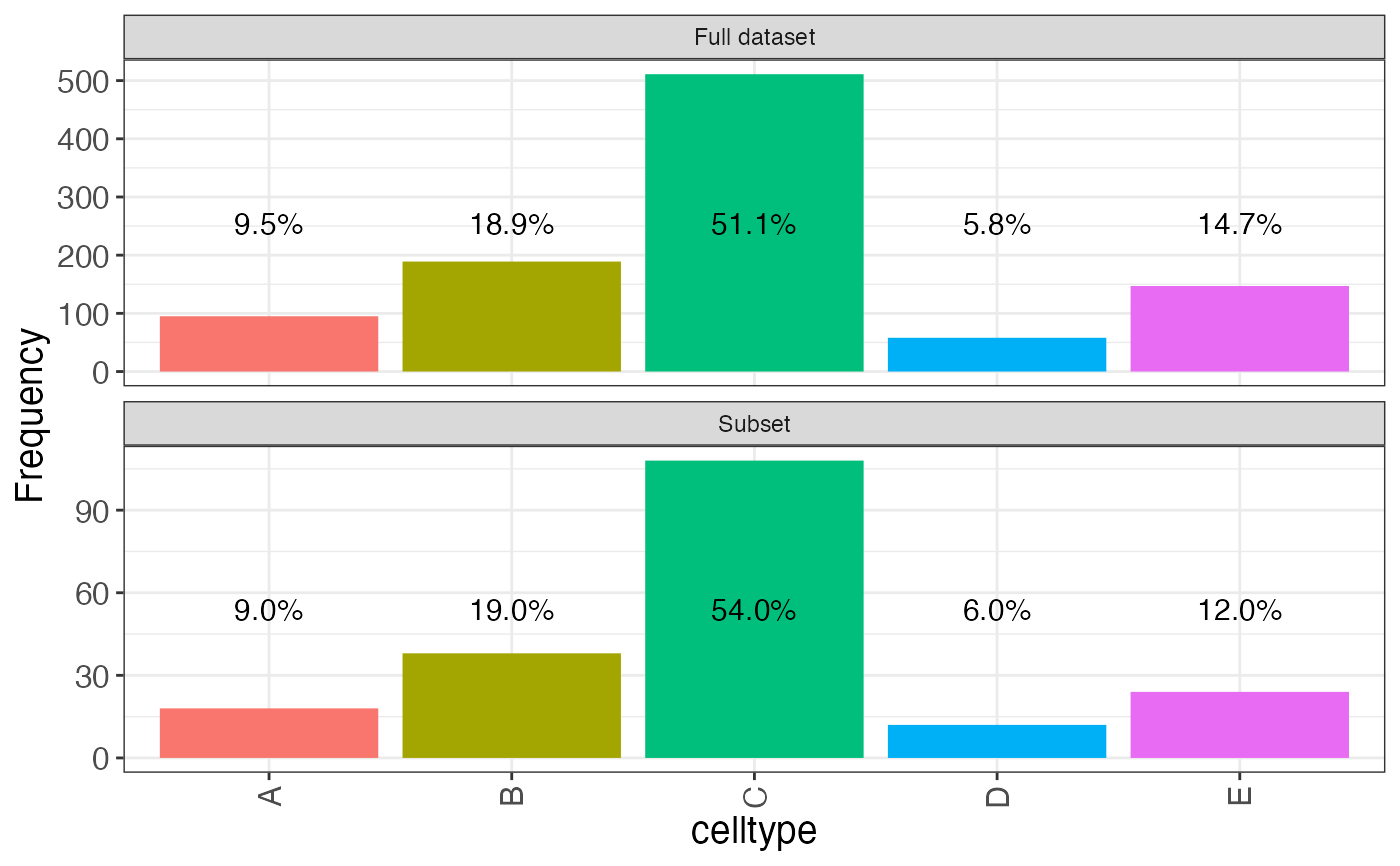 Full dataset
500
400
300
200
100
0
9.5% 18.9% 51.1% 5.8% 14.7%
Frequency
Subset
90
60
30
0
9.0% 19.0% 54.0% 6.0% 12.0%
A B C D E
celltype